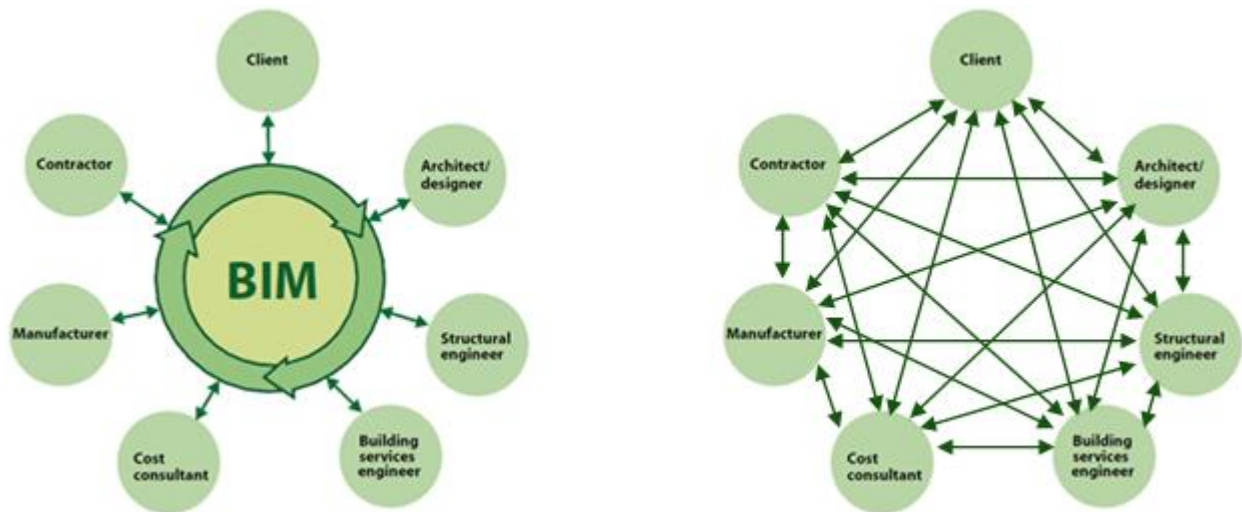 Client
Contractor
Architect/
designer
BIM
Manufacturer
Structural
engineer
Cost
consultant
Building
services
engineer
Client
Contractor
Architect/
designer
Manufacturer
Structural
engineer
Cost
consultant
Building
services
engineer